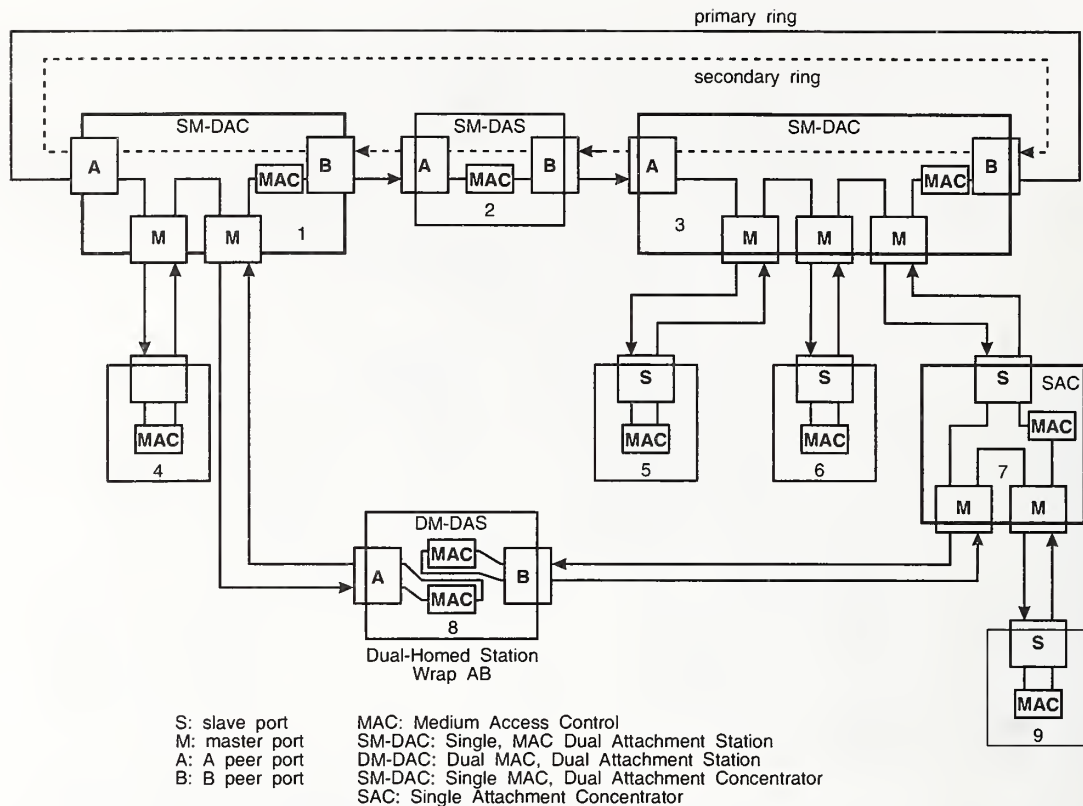 primary ring
secondary ring
SM-DAC
SM-DAS
SM-DAC
A
MAC
B
A
MAC
B
A
MAC
B
M
M
1
2
3
M
M
M
S
S
S
SAC
MAC
4
MAC
5
MAC
6
MAC
7
M
M
DM-DAS
MAC
A
B
MAC
8
Dual-Homed Station
Wrap AB
S
MAC
9
S: slave port MAC: Medium Access Control
M: master port SM-DAC: Single, MAC Dual Attachment Station
A: A peer port DM-DAC: Dual MAC, Dual Attachment Station
B: B peer port SM-DAC: Single MAC, Dual Attachment Concentrator
SAC: Single Attachment Concentrator